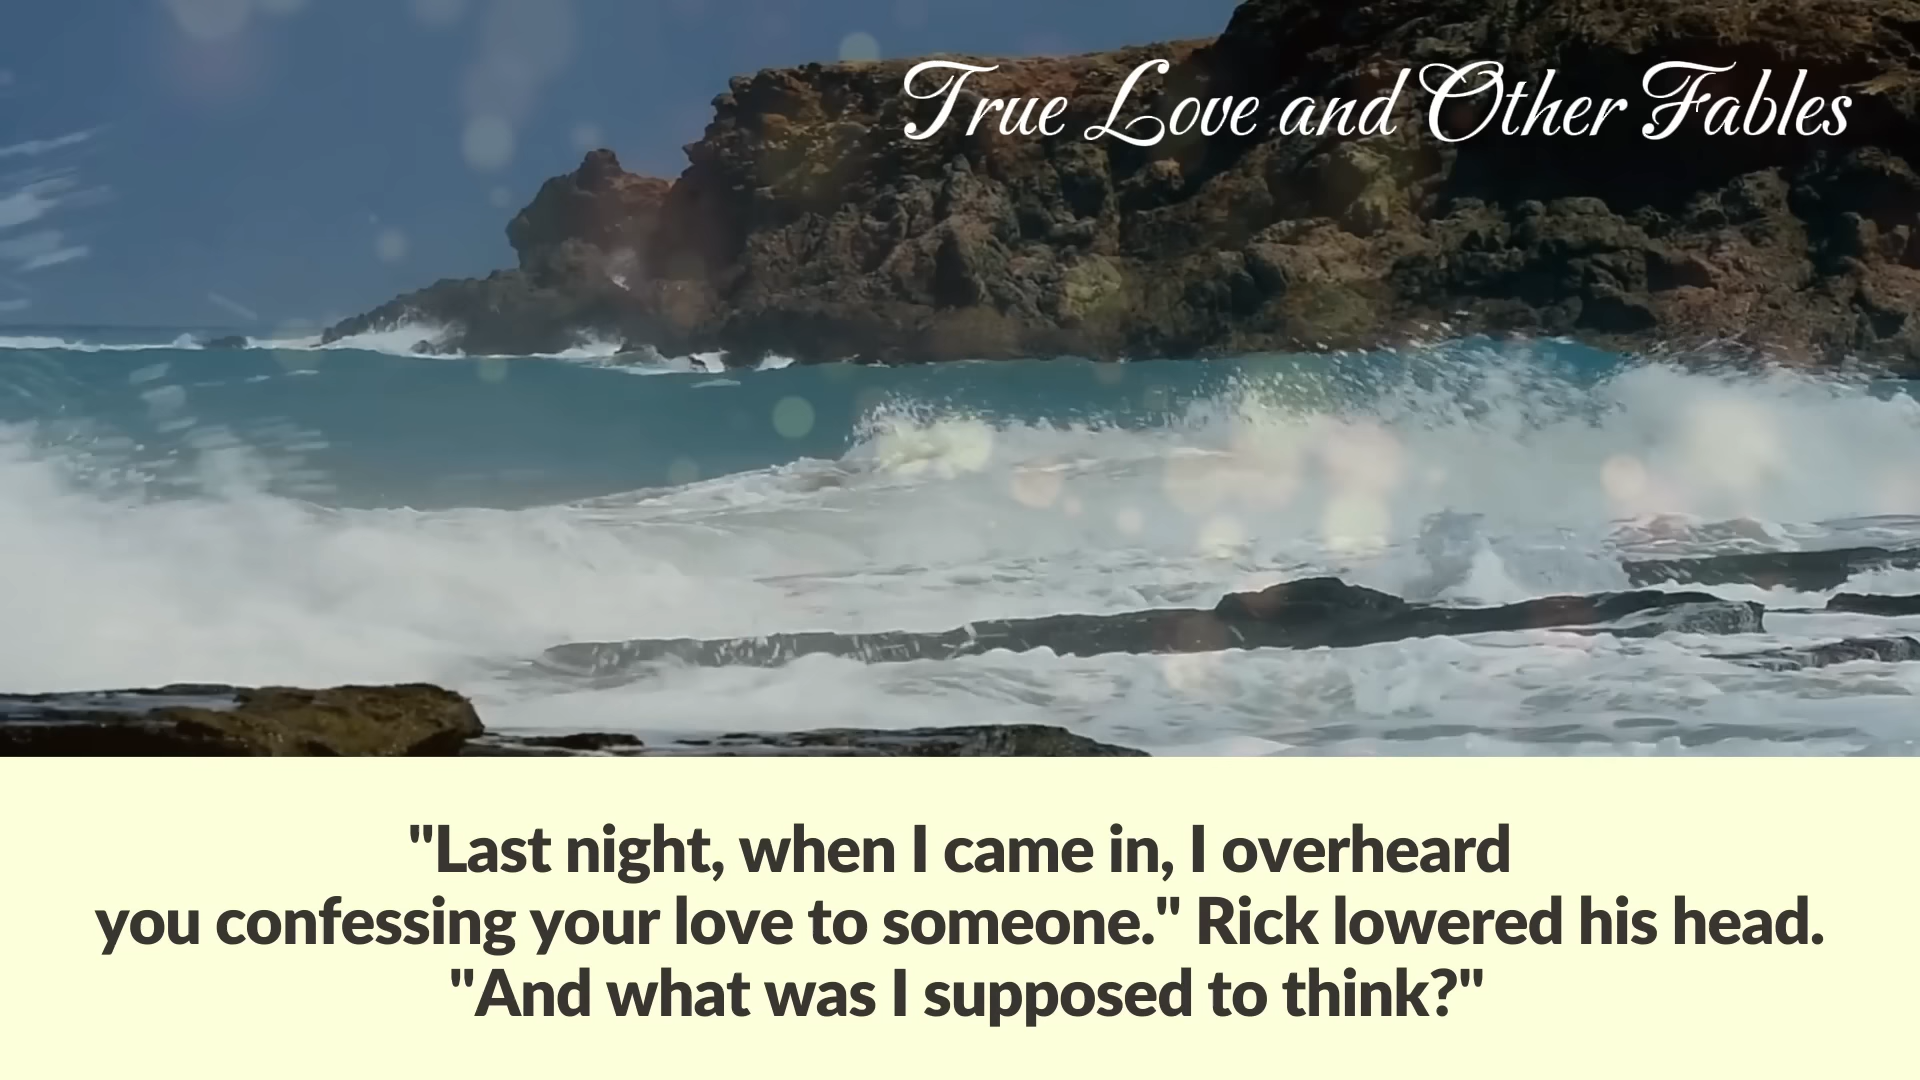 True Love and Other Fables
"Last night, when I came in, I overheard
you confessing your love to someone." Rick lowered his head.
"And what was I supposed to think?"